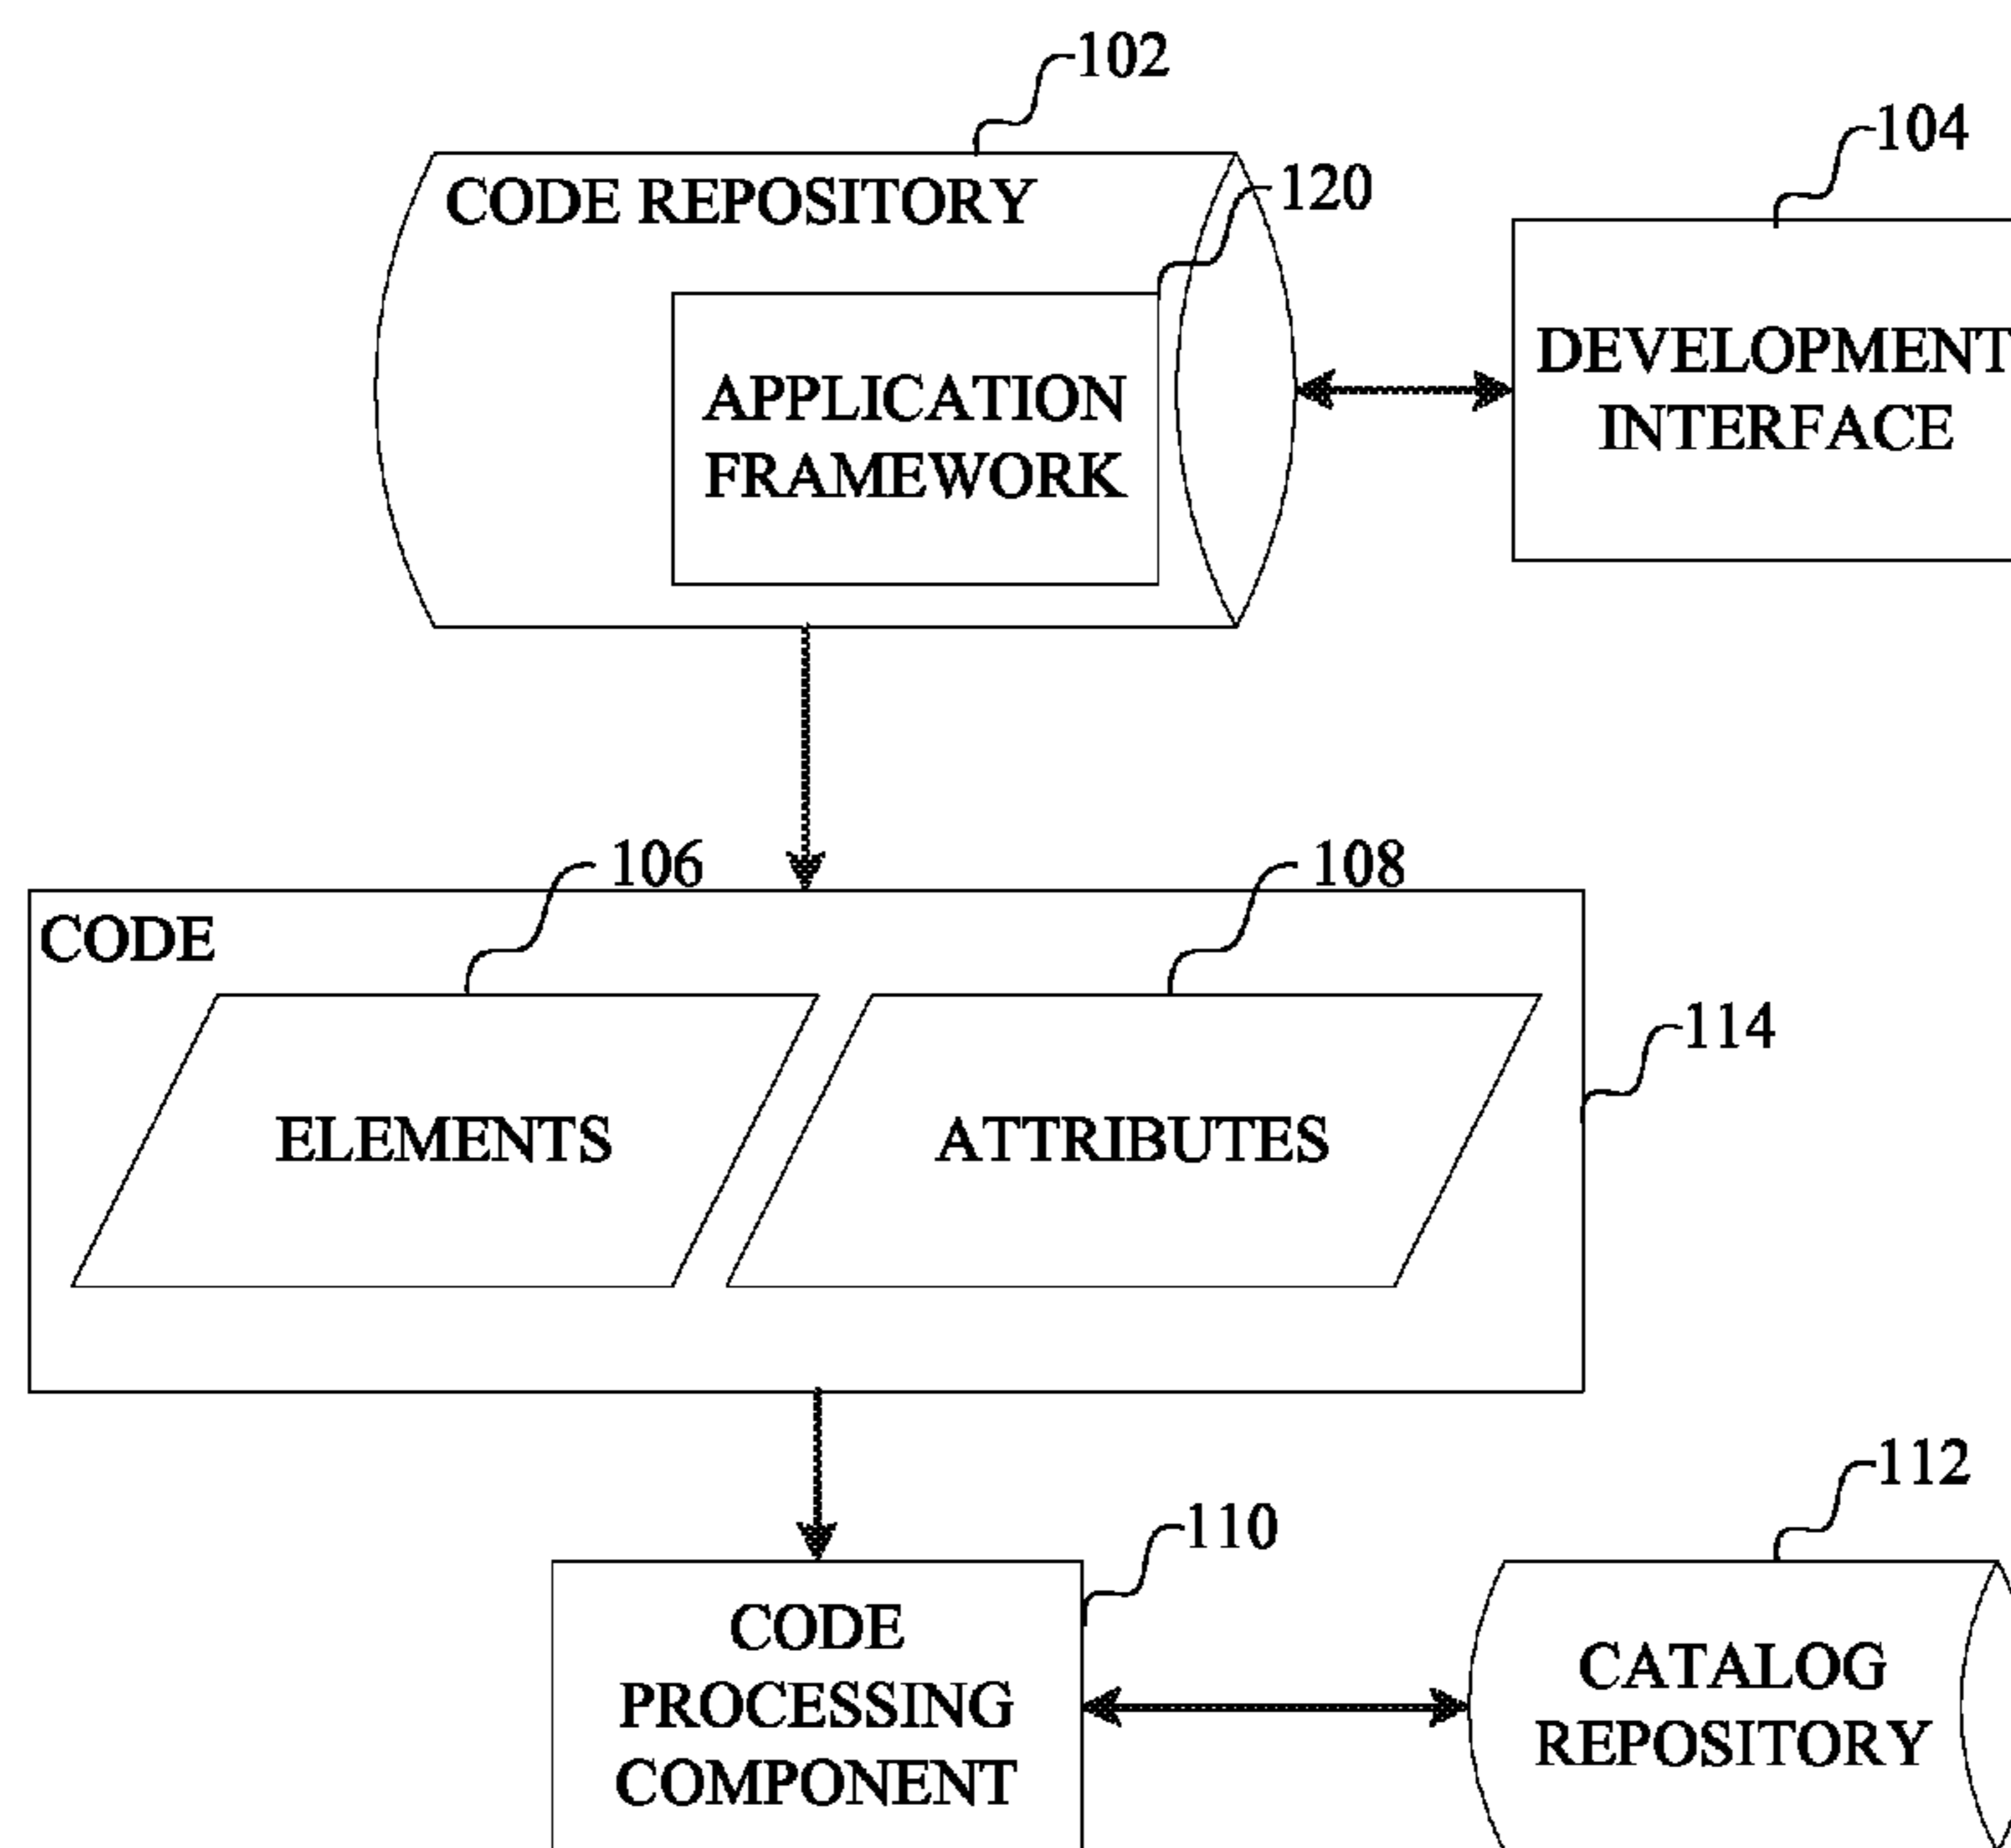 102
104
CODE REPOSITORY
120
APPLICATION
FRAMEWORK
DEVELOPMENT
INTERFACE
106
108
CODE
114
ELEMENTS
ATTRIBUTES
112
110
CODE
PROCESSING
COMPONENT
CATALOG
REPOSITORY